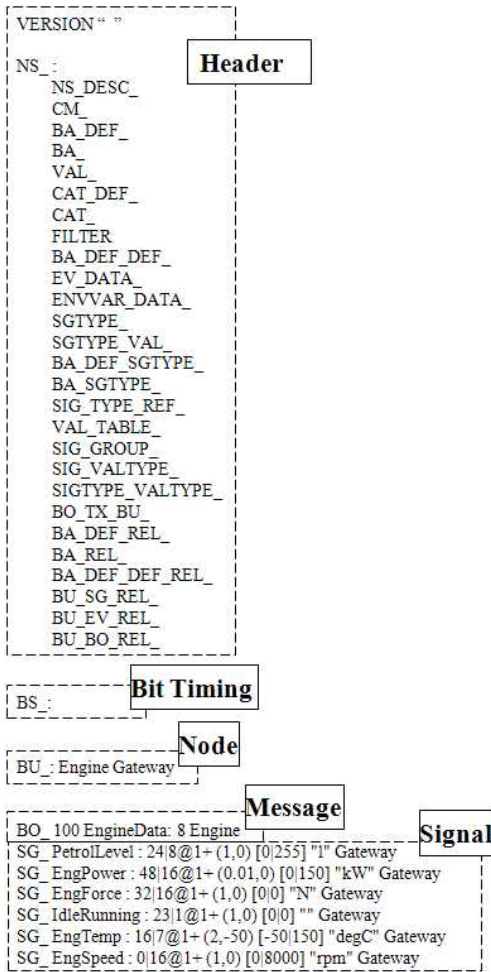 VERSION “ ”
Header
NS_ :
NS_DESC_
CM_
BA_DEF_
BA_
VAL_
CAT_DEF_
CAT_
FILTER
BA_DEF_DEF_
EV_DATA_
ENVVAR_DATA_
SGTYPE_
SGTYPE_VAL_
BA_DEF_SGTYPE_
BA_SGTYPE_
SIG_TYPE_REF_
VAL_TABLE_
SIG_GROUP_
SIG_VALTYPE_
SIGTYPE_VALTYPE_
BO_TX_BU_
BA_DEF_REL_
BA_REL_
BA_DEF_DEF_REL_
BU_SG_REL_
BU_EV_REL_
BU_BO_REL_
Bit Timing
BS_:
Node
BU_: Engine Gateway
Message
BO_ 100 EngineData: 8 Engine
Signal
SG_ PetrolLevel : 24|8@1+ (1,0) [0|255] "l" Gateway
SG_ EngPower : 48|16@1+ (0.01,0) [0|150] "kW" Gateway
SG_ EngForce : 32|16@1+ (1,0) [0|0] "N" Gateway
SG_ IdleRunning : 23|1@1+ (1,0) [0|0] "" Gateway
SG_ EngTemp : 16|7@1+ (2,-50) [-50|150] "degC" Gateway
SG_ EngSpeed : 0|16@1+ (1,0) [0|8000] "rpm" Gateway